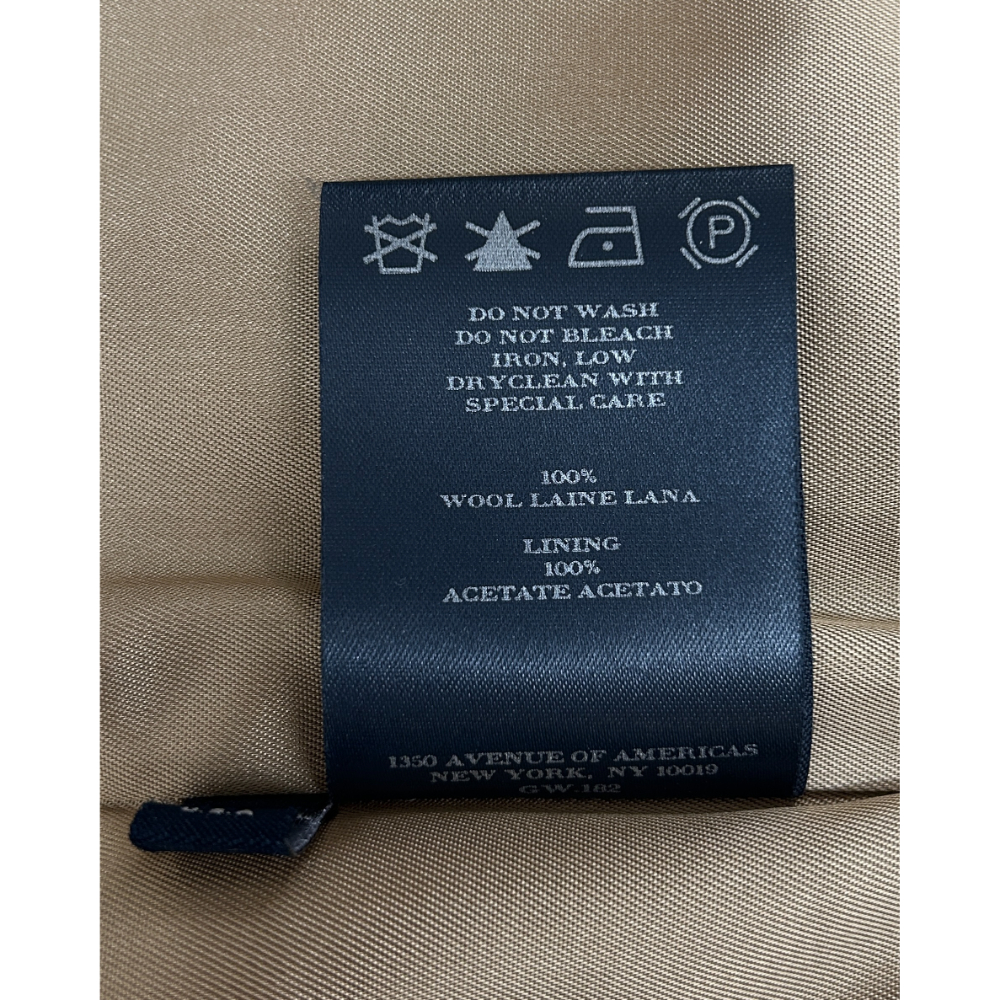 P
DO NOT WASH
DO NOT BLEACH
IRON, LOW
DRYCLEAN WITH
SPECIAL CARE
100%
WOOL LAINE LANA
LINING
100%
ACETATE ACETATO
1350 AVENUE OF AMERICAS
NEW YORK, NY 10019
GW.182